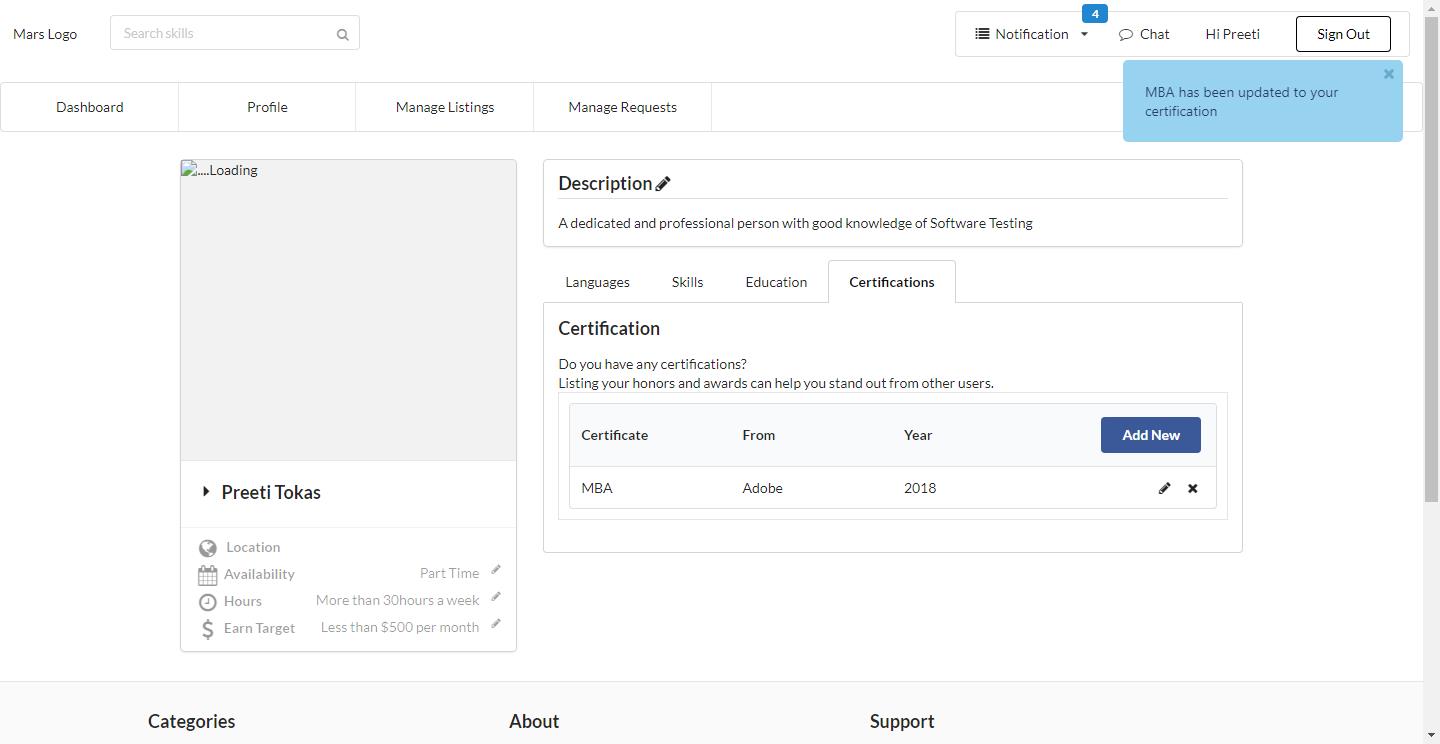 4
Mars Logo
Search skills
Notification
Chat
Hi Preeti
Sign Out
Dashboard
Profile
Manage Listings
Manage Requests
MBA has been updated to your
certification
....Loading
Description
A dedicated and professional person with good knowledge of Software Testing
Languages
Skills
Education
Certifications
Certification
Do you have any certifications?
Listing your honors and awards can help you stand out from other users.
Certificate
From
Year
Add New
MBA
Adobe
2018
Preeti Tokas
Location
Availability
Part Time
Hours
More than 30hours a week
Earn Target
Less than $500 per month
Categories
About
Support